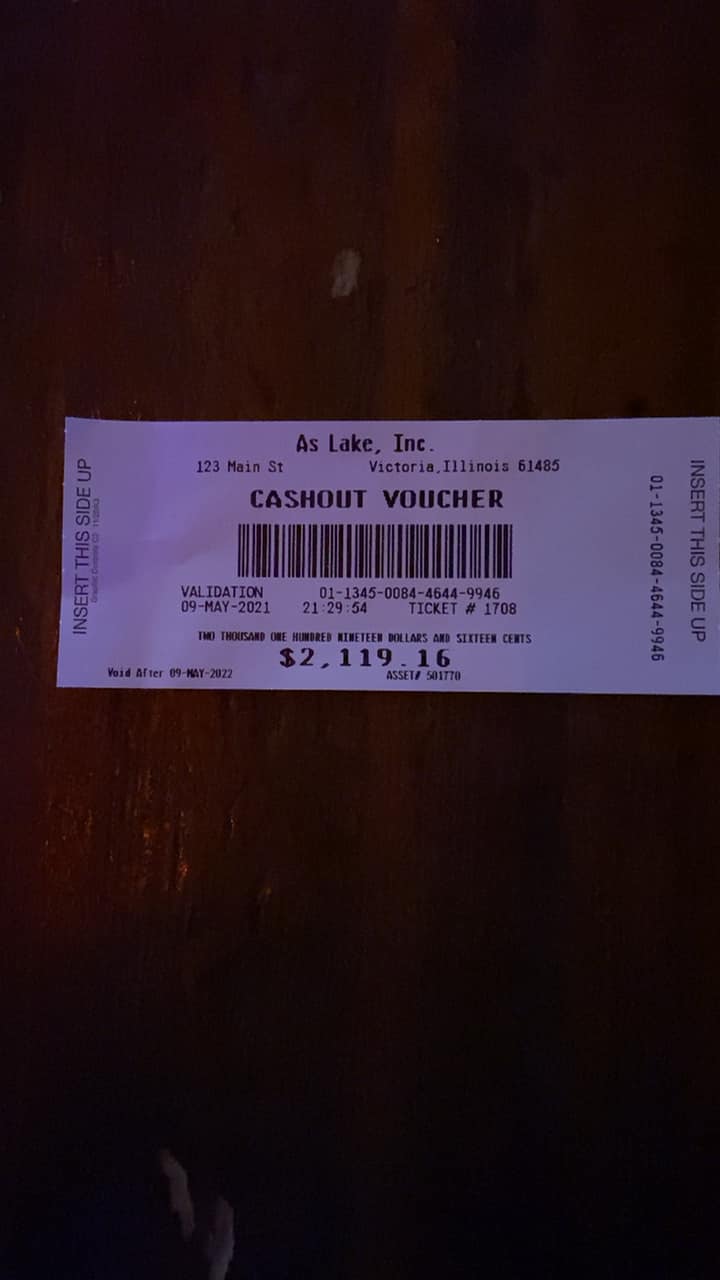 As Lake, Inc.
123 Main St Victoria,Illinois 61485
CASHOUT VOUCHER
VALIDATION 01-1345-0084-4644-9946
09-MAY-2021 21:29:54 TICKET # 1708
TWO THOUSAND ONE HUNDRED NINETEEN DOLLARS AND SIXTEEN CENTS
$2,119.16
Void After 09-MAY-2022 ASSET# 501770
INSERT THIS SIDE UP
01-1345-0084-4644-9946
INSERT THIS SIDE UP